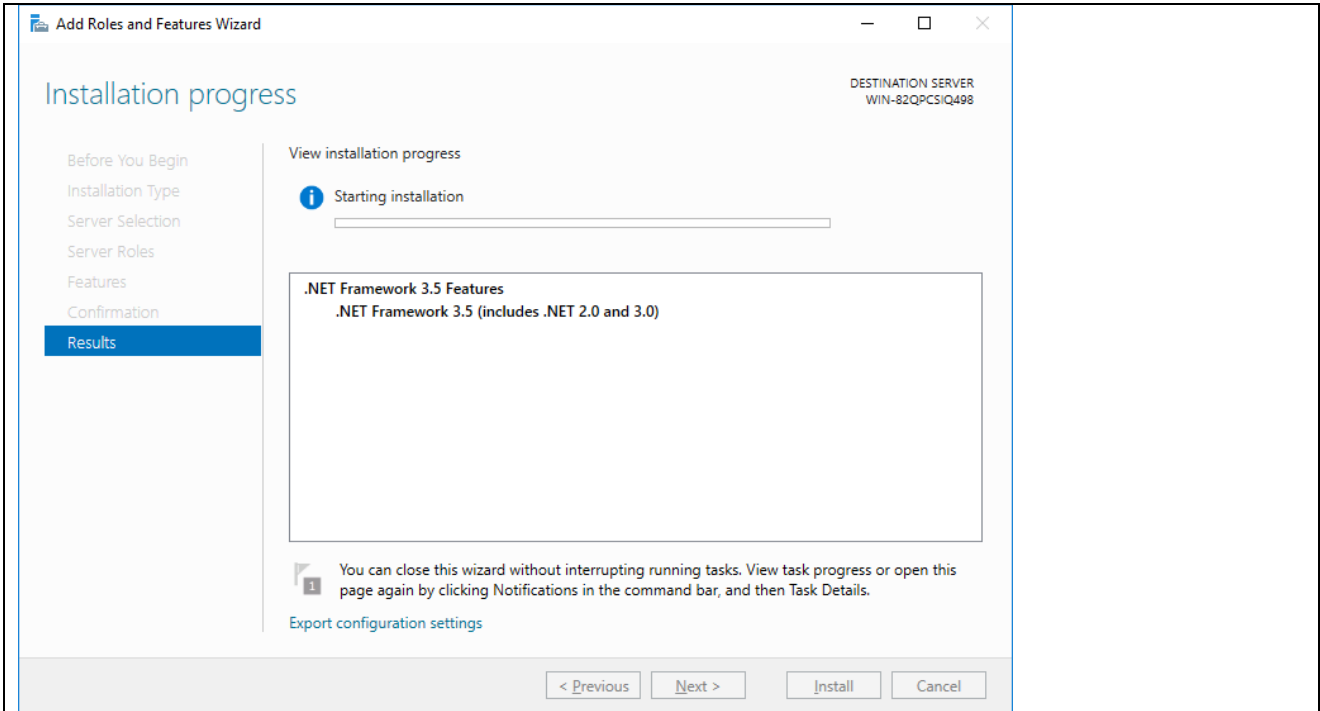 Add Roles and Features Wizard
Installation progress
DESTINATION SERVER
WIN-82QPCSIQ498
Before You Begin
Installation Type
Server Selection
Server Roles
Features
Confirmation
Results
View installation progress
Starting installation
.NET Framework 3.5 Features
.NET Framework 3.5 (includes .NET 2.0 and 3.0)
1
You can close this wizard without interrupting running tasks. View task progress or open this
page again by clicking Notifications in the command bar, and then Task Details.
Export configuration settings
< Previous
Next >
Install
Cancel